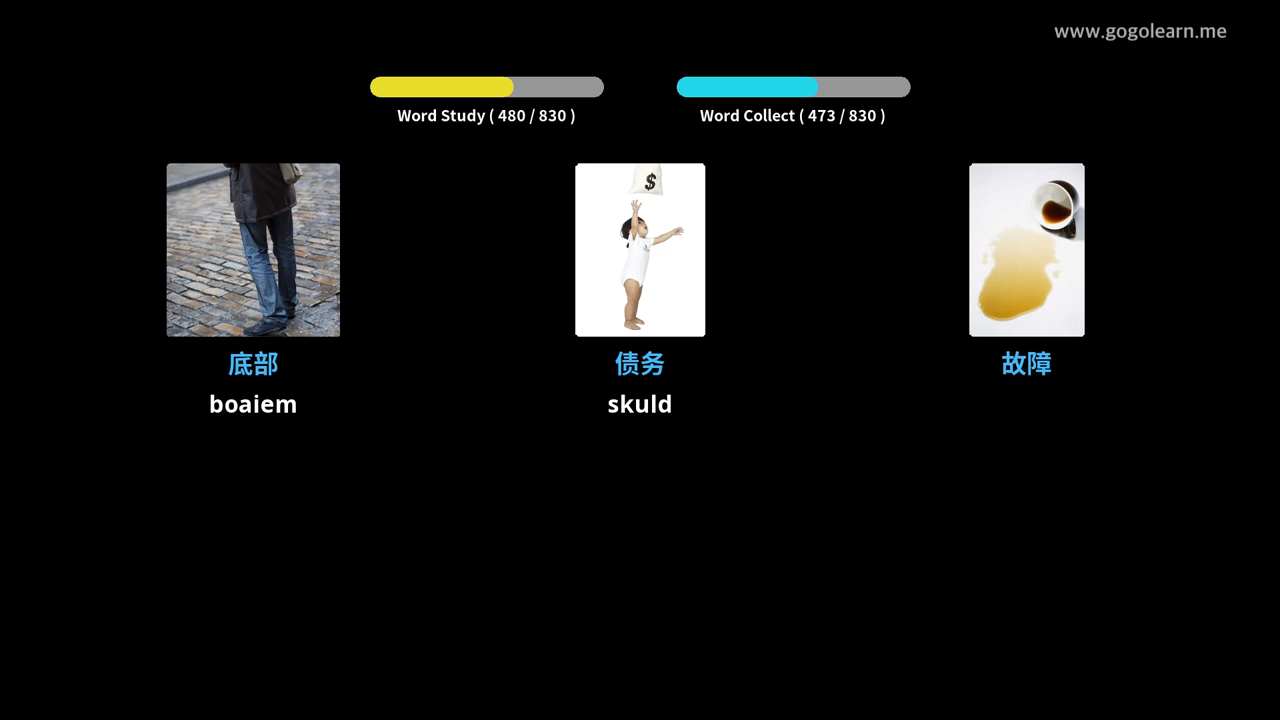 www.gogolearn.me
Word Study ( 480 / 830 )
Word Collect ( 473 / 830 )
$
底部
债务
故障
boaiem
skuld